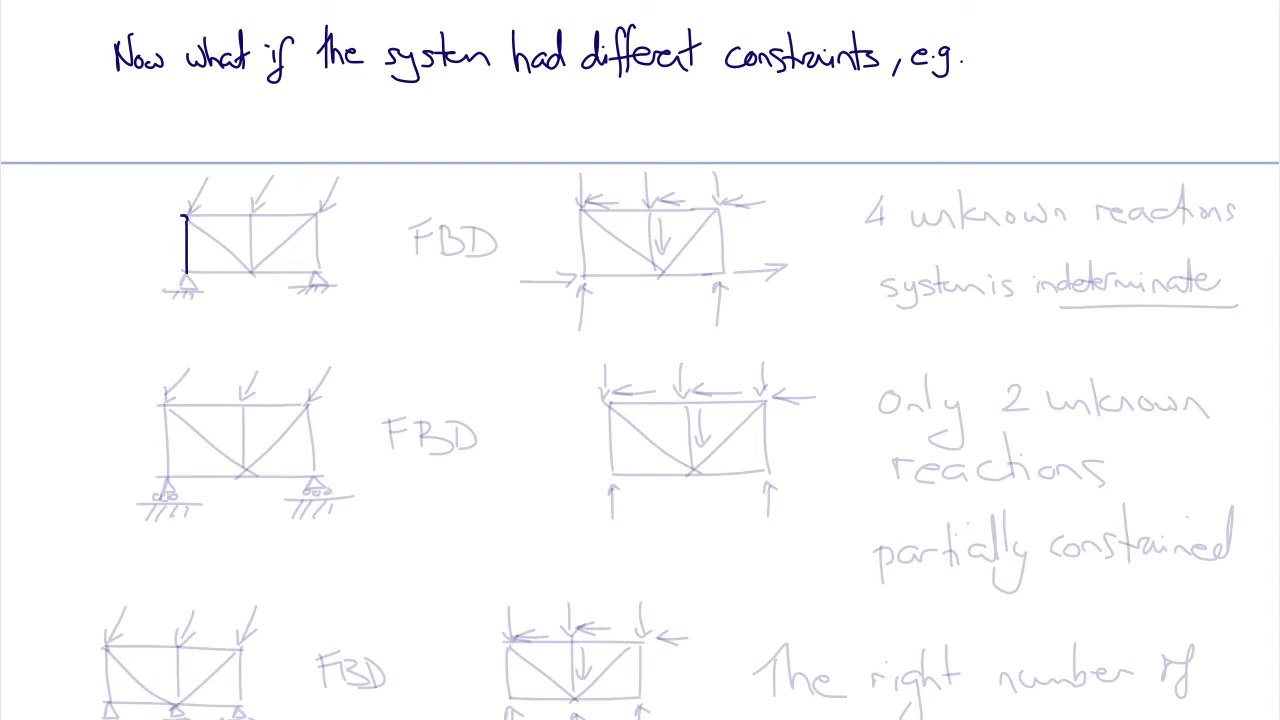 Now what if the system had different constraints, e.g.
FBD
4 unknown reactions
system is indeterminate
FBD
Only 2 unknown
reactions
partially constrained
FBD
The right number of